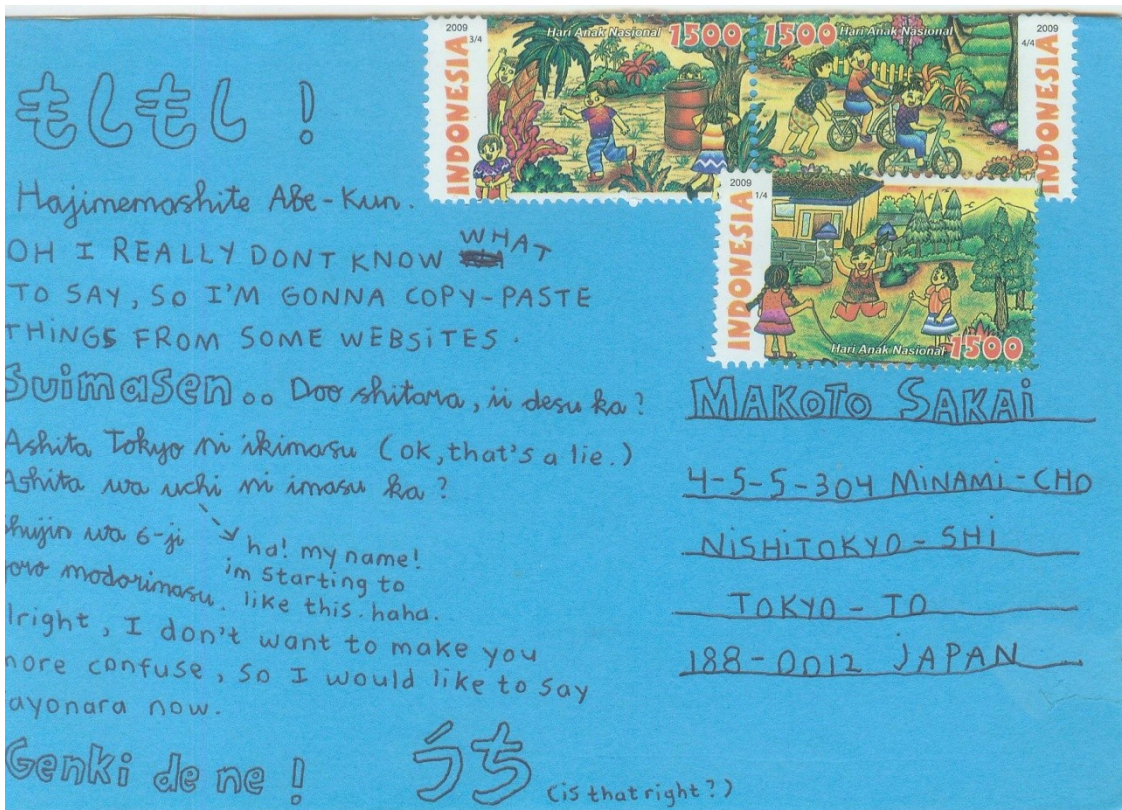 もしもし !
Hajimemashite Abe-Kun.
OH I REALLY DONT KNOW WHAT
TO SAY, SO I'M GONNA COPY-PASTE
THINGS FROM SOME WEBSITES.
Suimasen.. Doo shitara, ii desu ka?
Ashita Tokyo ni ikimasu (ok, that's a lie.)
Ashita wa uchi ni imasu ka?
ha! my name!
im starting to
like this. haha.
shujin wa 6-ji
oro modorimasu.
lright, I don't want to make you
more confuse, so I would like to say
ayonara now.
Genki de ne !
うち (is that right?)
INDONESIA
2009
3/4
Hari Anak Nasional
1500
1500
Hari Anak Nasional
2009
4/4
INDONESIA
2009
1/4
INDONESIA
Hari Anak Nasional
1500
MAKOTO SAKAI
4-5-5-304 MINAMI-CHO
NISHITOKYO-SHI
TOKYO-TO
188-0012 JAPAN